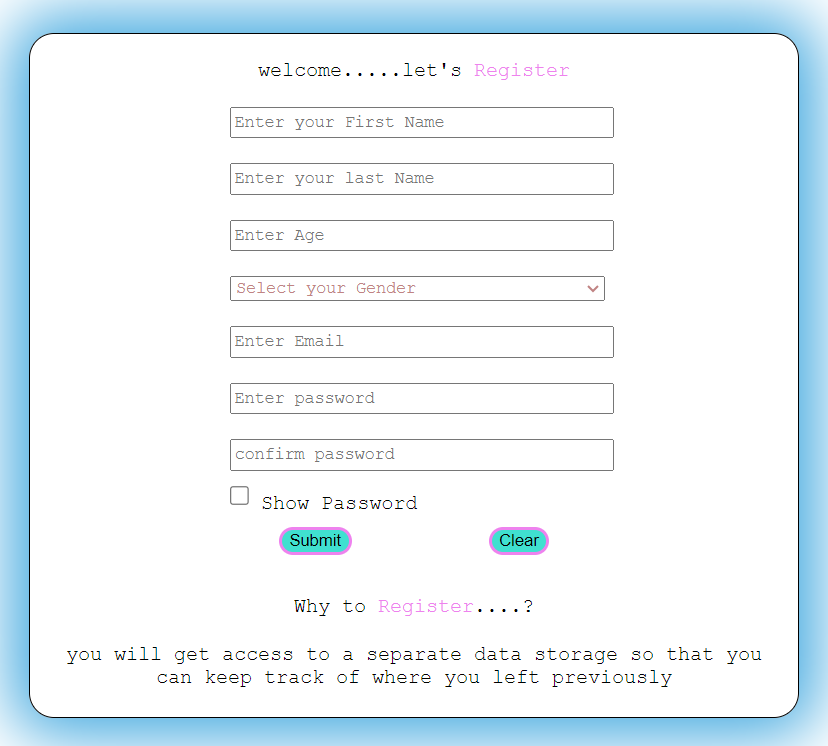 welcome.....let's Register
Enter your First Name
Enter your last Name
Enter Age
Select your Gender
Enter Email
Enter password
confirm password
Show Password
Submit
Clear
Why to Register....?
you will get access to a separate data storage so that you
can keep track of where you left previously